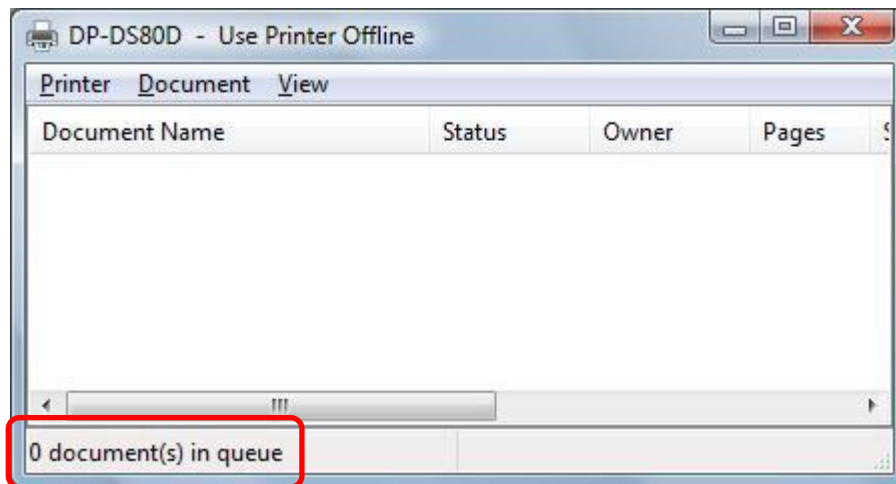 DP-DS80D - Use Printer Offline
Printer Document View
Document Name Status Owner Pages
0 document(s) in queue